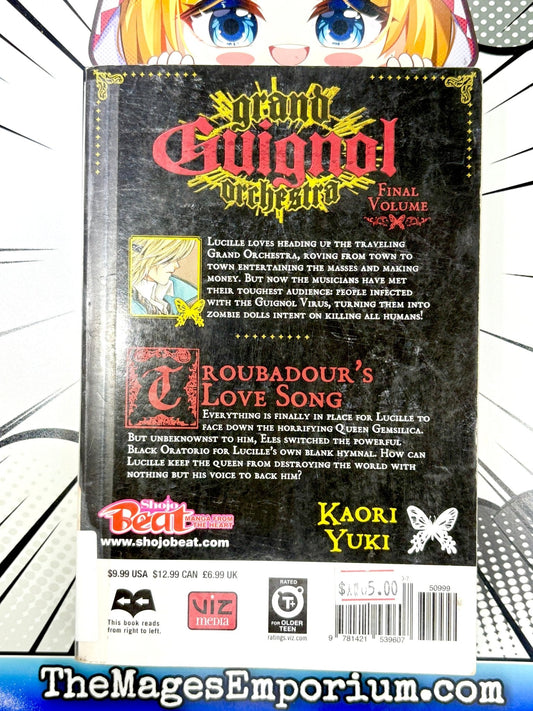 grand
Guignol
orchestra
Final
Volume
Lucille loves heading up the traveling
Grand Orchestra, roving from town to
town entertaining the masses and making
money. But now the musicians have met
their toughest audience: people infected
with the Guignol Virus, turning them into
zombie dolls intent on killing all humans!
Troubadour's
Love Song
Everything is finally in place for Lucille to
face down the horrifying Queen Gemsilica.
But unbeknownst to him, Eles switched the powerful
Black Oratorio for Lucille's own blank hymnal. How can
Lucille keep the queen from destroying the world with
nothing but his voice to back him?
Shojo
Beat
MANGA FROM
THE HEART
www.shojobeat.com
Kaori
Yuki
$9.99 USA $12.99 CAN £6.99 UK
This book reads
from right to left.
VIZ
MEDIA
RATED
T+
FOR OLDER
TEEN
ratings.viz.com
5.00
50999
9 781421 539607
TheMagesEmporium.com